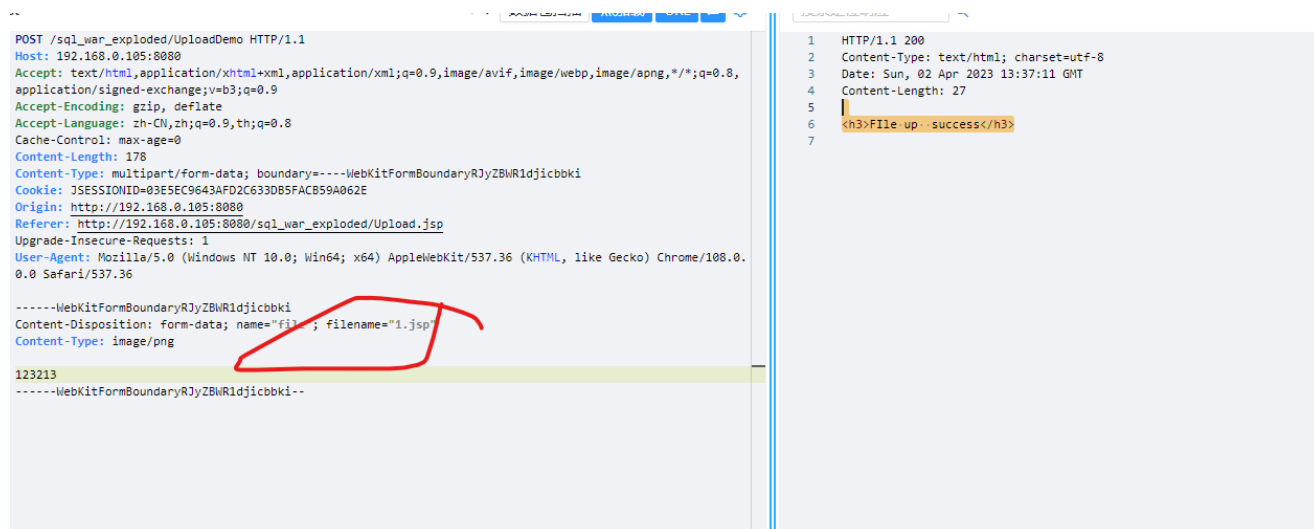 POST /sql_war_exploded/UploadDemo HTTP/1.1
Host: 192.168.0.105:8080
Accept: text/html,application/xhtml+xml,application/xml;q=0.9,image/avif,image/webp,image/apng,*/*;q=0.8,
application/signed-exchange;v=b3;q=0.9
Accept-Encoding: gzip, deflate
Accept-Language: zh-CN,zh;q=0.9,th;q=0.8
Cache-Control: max-age=0
Content-Length: 178
Content-Type: multipart/form-data; boundary=----WebKitFormBoundaryRJyZBWR1djicbbki
Cookie: JSESSIONID=03E5EC9643AFD2C633DB5FACB59A062E
Origin: http://192.168.0.105:8080
Referer: http://192.168.0.105:8080/sql_war_exploded/Upload.jsp
Upgrade-Insecure-Requests: 1
User-Agent: Mozilla/5.0 (Windows NT 10.0; Win64; x64) AppleWebKit/537.36 (KHTML, like Gecko) Chrome/108.0.
0.0 Safari/537.36
------WebKitFormBoundaryRJyZBWR1djicbbki
Content-Disposition: form-data; name="file"; filename="1.jsp"
Content-Type: image/png
123213
------WebKitFormBoundaryRJyZBWR1djicbbki--
1 HTTP/1.1 200
2 Content-Type: text/html; charset=utf-8
3 Date: Sun, 02 Apr 2023 13:37:11 GMT
4 Content-Length: 27
5
6 <h3>FIle·up··success</h3>
7